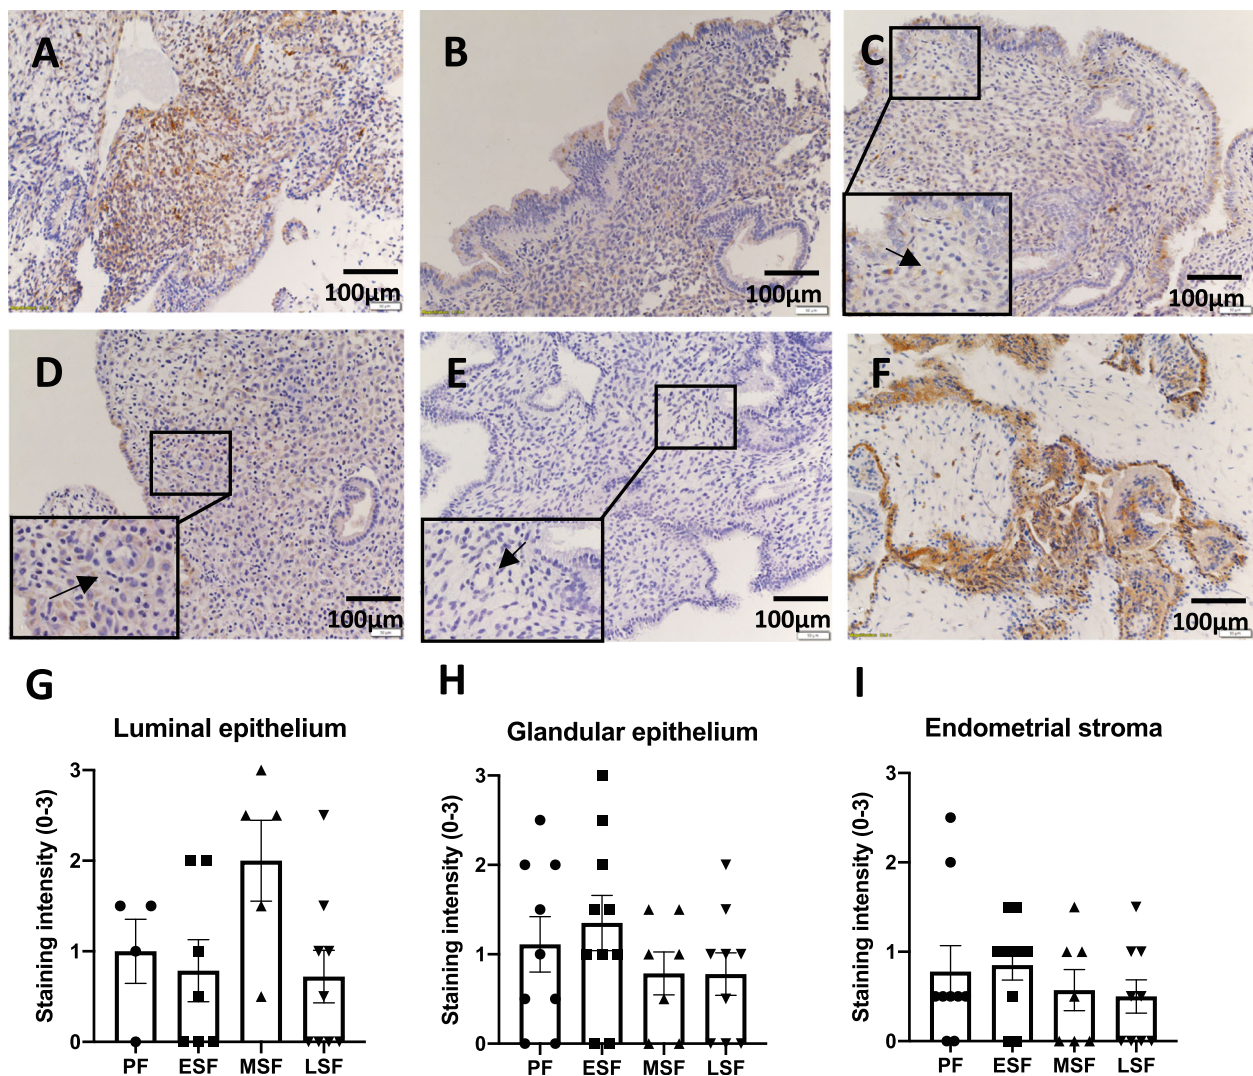 A
B
C
100µm
100µm
100µm
D
E
F
100µm
100µm
100µm
G
H
I
Luminal epithelium
Glandular epithelium
Endometrial stroma
Staining intensity (0-3)
3
2
1
0
PF ESF MSF LSF
Staining intensity (0-3)
3
2
1
0
PF ESF MSF LSF
Staining intensity (0-3)
3
2
1
0
PF ESF MSF LSF